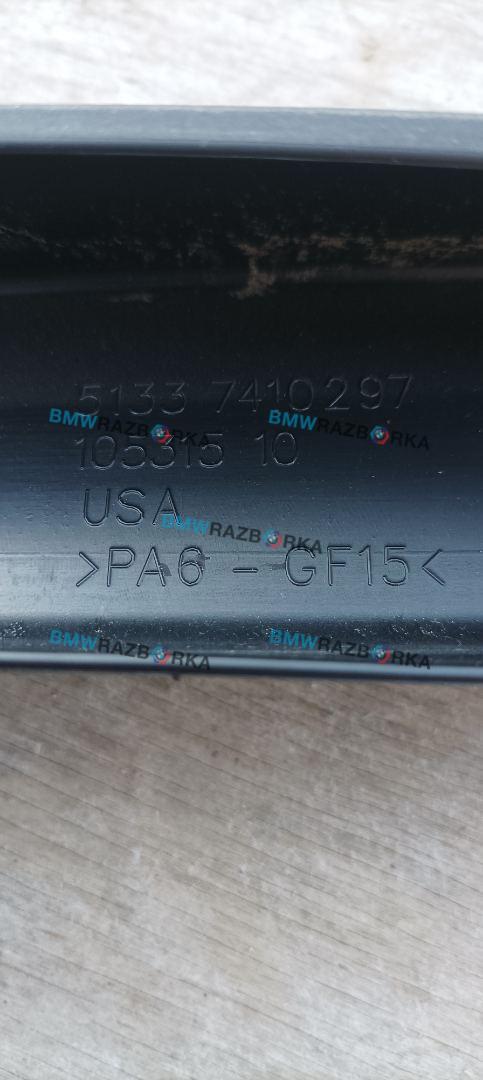 5133 7410297
BMWRAZBORKA BMWRAZBORKA
105315 10
USA
BMWRAZBORKA
>PA6 - GF15<
BMWRAZBORKA BMWRAZBORKA